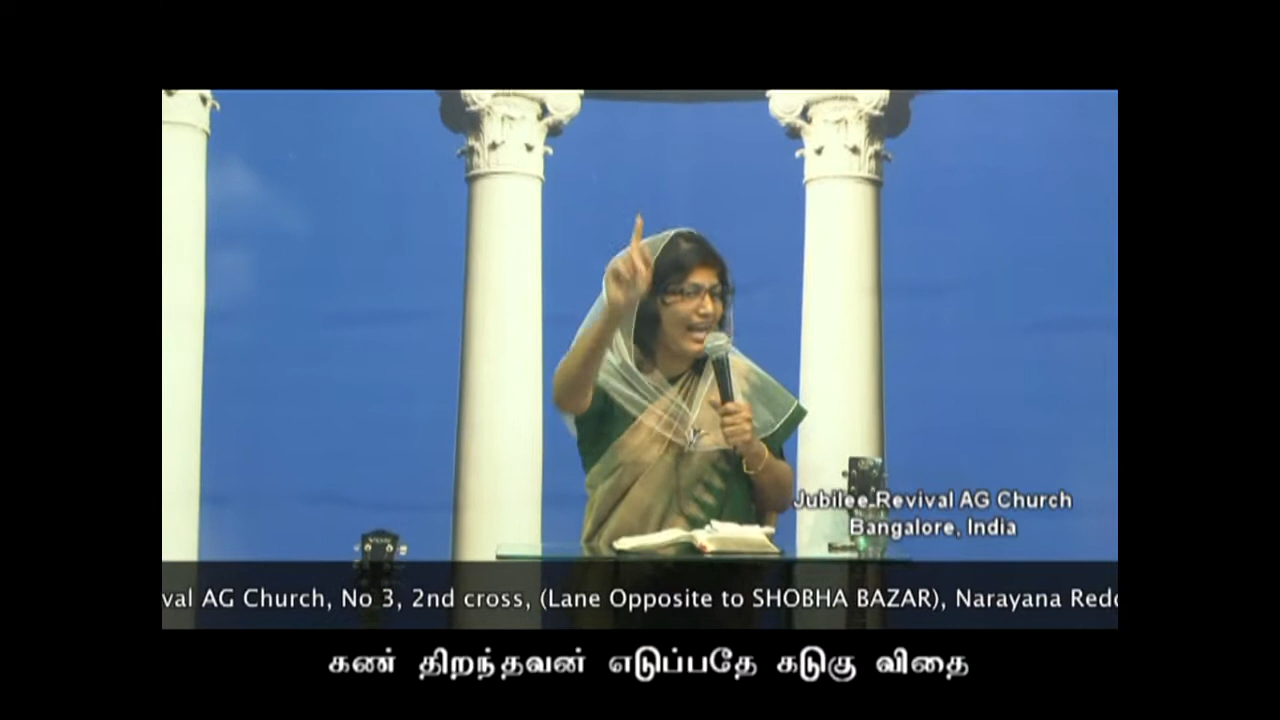 Jubilee Revival AG Church
Bangalore, India
val AG Church, No 3, 2nd cross, (Lane Opposite to SHOBHA BAZAR), Narayana Redd
கண் திறந்தவன் எடுப்பதே கடுகு விதை